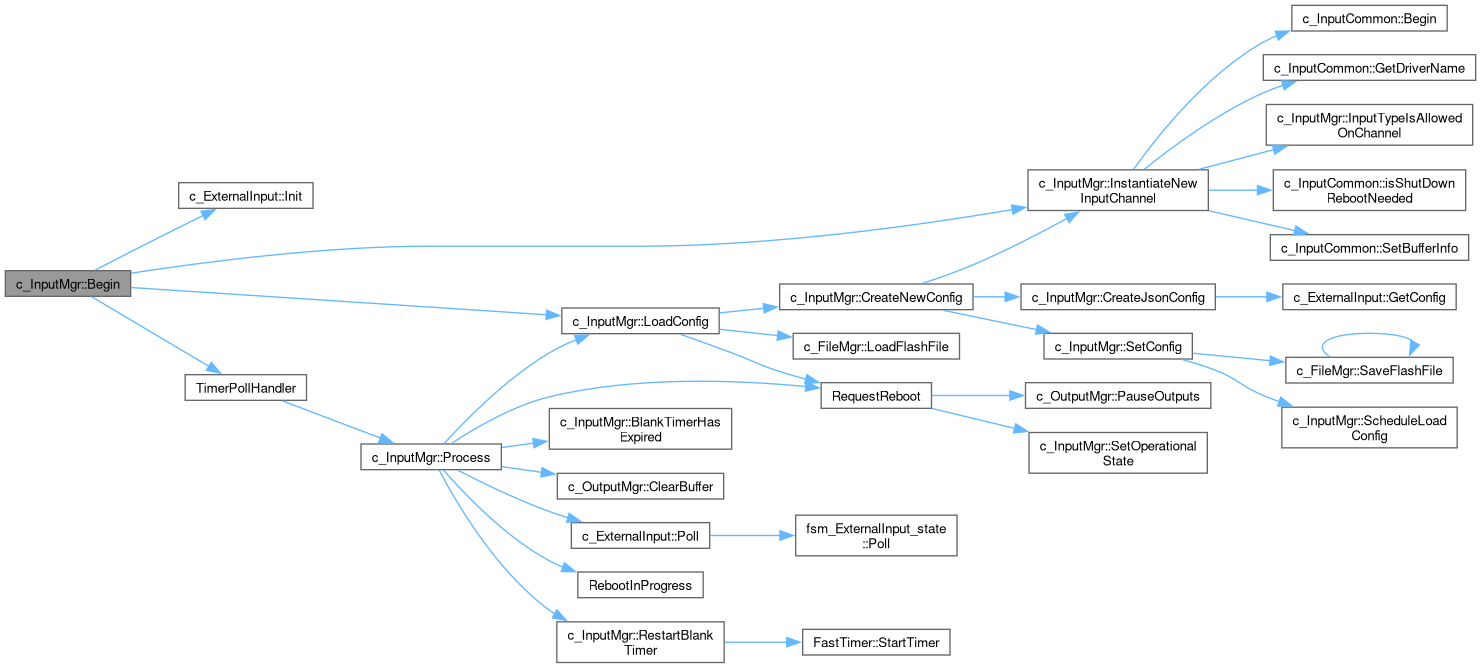 c_InputMgr::Begin
c_ExternalInput::Init
TimerPollHandler
c_InputMgr::Process
c_InputMgr::LoadConfig
c_InputMgr::BlankTimerHas
Expired
c_OutputMgr::ClearBuffer
c_ExternalInput::Poll
RebootInProgress
c_InputMgr::RestartBlank
Timer
c_InputMgr::CreateNewConfig
c_FileMgr::LoadFlashFile
RequestReboot
fsm_ExternalInput_state
::Poll
FastTimer::StartTimer
c_InputMgr::InstantiateNew
InputChannel
c_InputMgr::CreateJsonConfig
c_InputMgr::SetConfig
c_OutputMgr::PauseOutputs
c_InputMgr::SetOperational
State
c_InputCommon::Begin
c_InputCommon::GetDriverName
c_InputMgr::InputTypeIsAllowed
OnChannel
c_InputCommon::isShutDown
RebootNeeded
c_InputCommon::SetBufferInfo
c_ExternalInput::GetConfig
c_FileMgr::SaveFlashFile
c_InputMgr::ScheduleLoad
Config